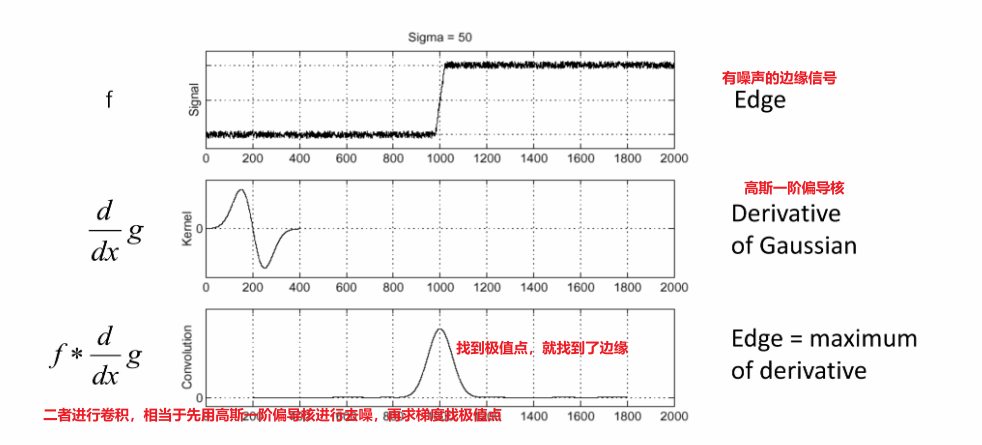 Sigma = 50
f
Signal
0 200 400 600 800 1000 1200 1400 1600 1800 2000
有噪声的边缘信号
Edge
d/dx g
Kernel
0
0 200 400 600 800 1000 1200 1400 1600 1800 2000
高斯一阶偏导核
Derivative
of Gaussian
f * d/dx g
Convolution
0
找到极值点，就找到了边缘
0 200 400 600 800 1000 1200 1400 1600 1800 2000
Edge = maximum
of derivative
二者进行卷积，相当于先用高斯一阶偏导核进行去噪，再求梯度找极值点